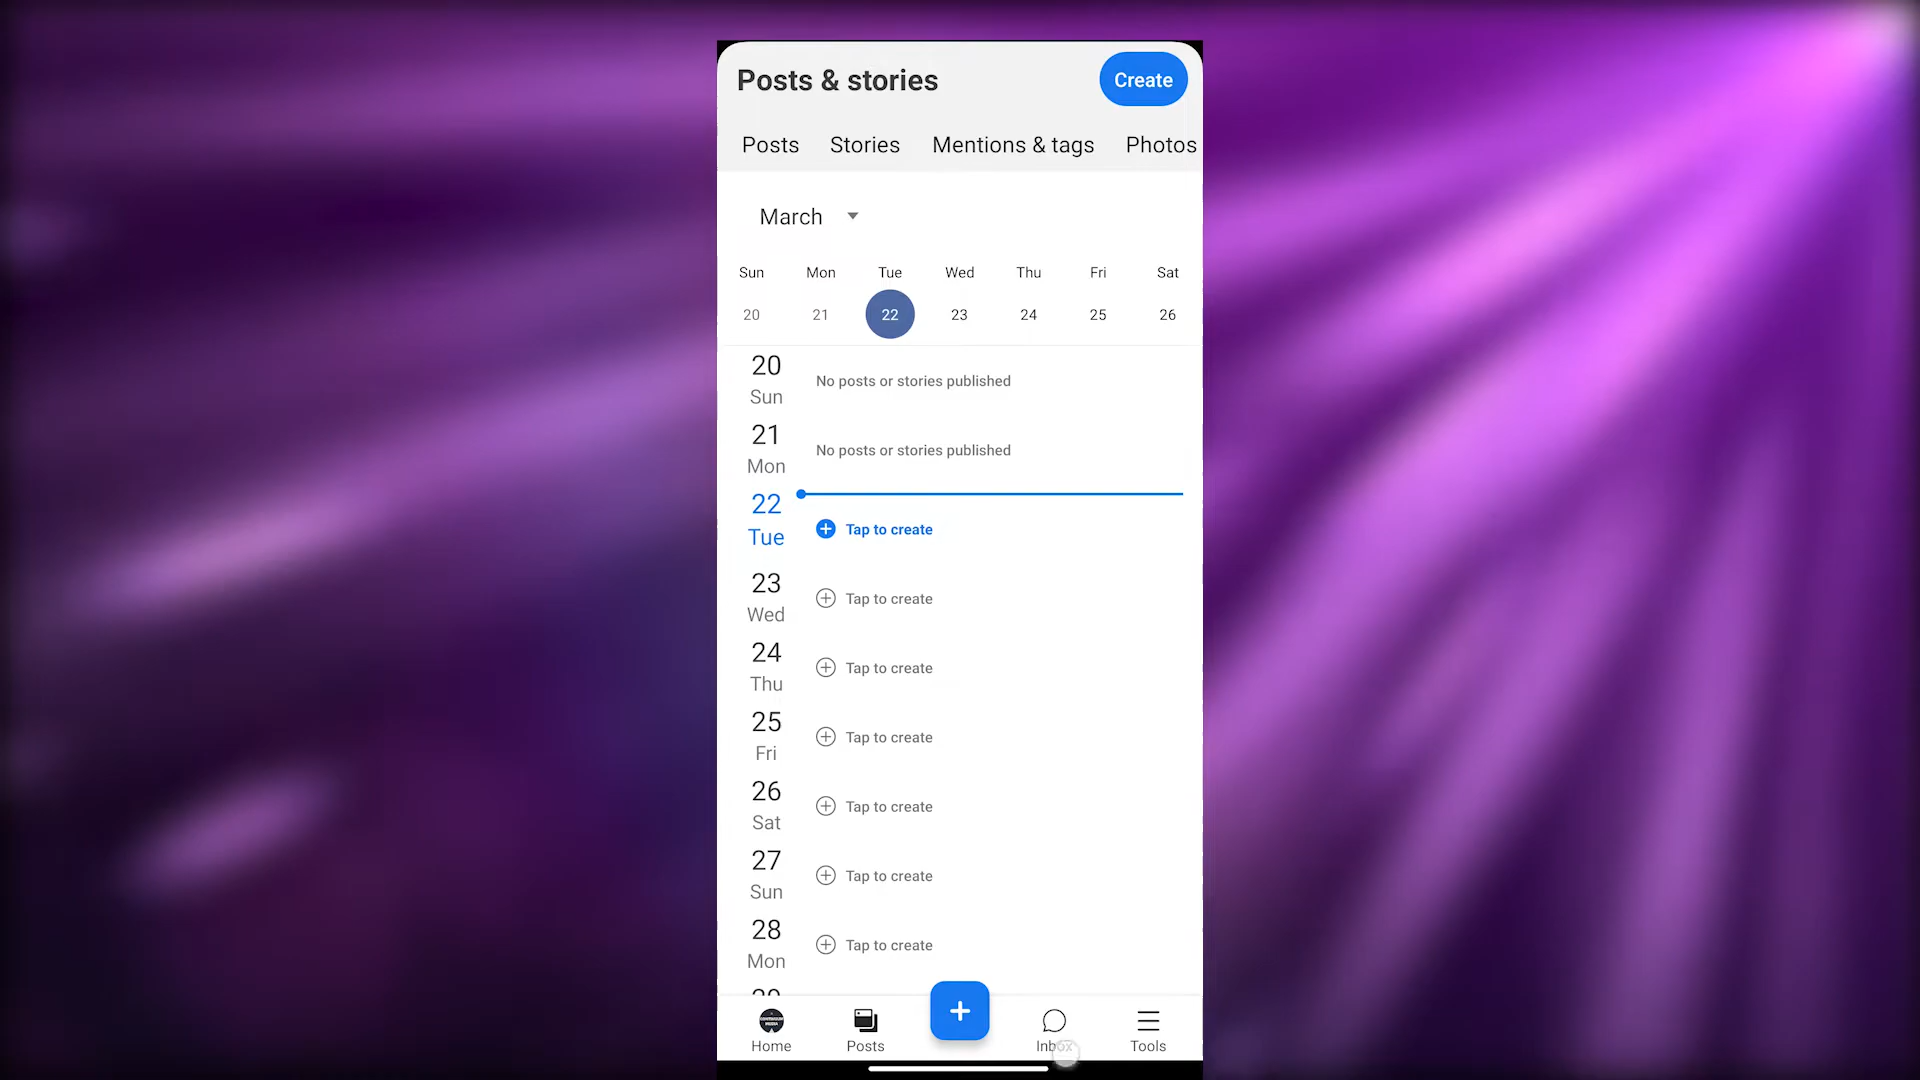 Posts & stories
Create
Posts Stories Mentions & tags Photos
March
Sun Mon Tue Wed Thu Fri Sat
20 21 22 23 24 25 26
20
Sun
No posts or stories published
21
Mon
No posts or stories published
22
Tue
Tap to create
23
Wed
Tap to create
24
Thu
Tap to create
25
Fri
Tap to create
26
Sat
Tap to create
27
Sun
Tap to create
28
Mon
Tap to create
Home Posts Inbox Tools